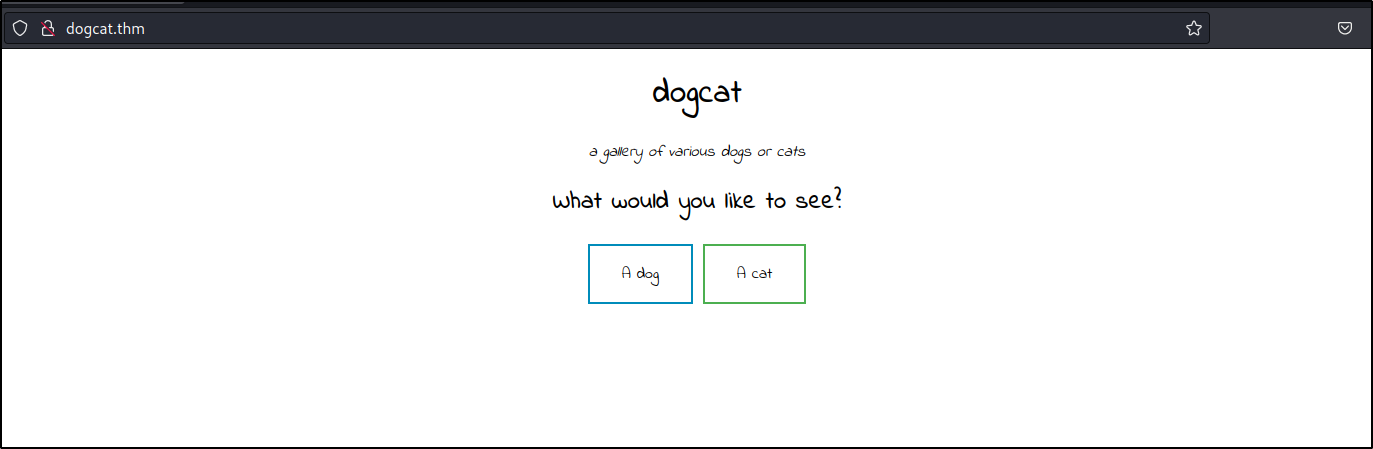 dogcat.thm
dogcat
a gallery of various dogs or cats
What would you like to see?
A dog A cat